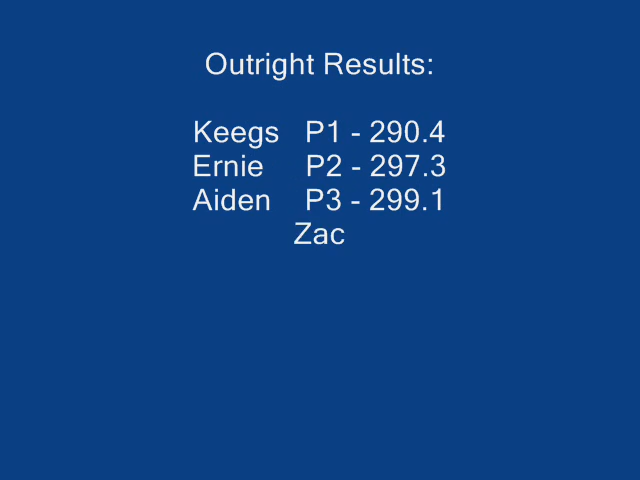 Outright Results:
Keegs P1 - 290.4
Ernie P2 - 297.3
Aiden P3 - 299.1
Zac